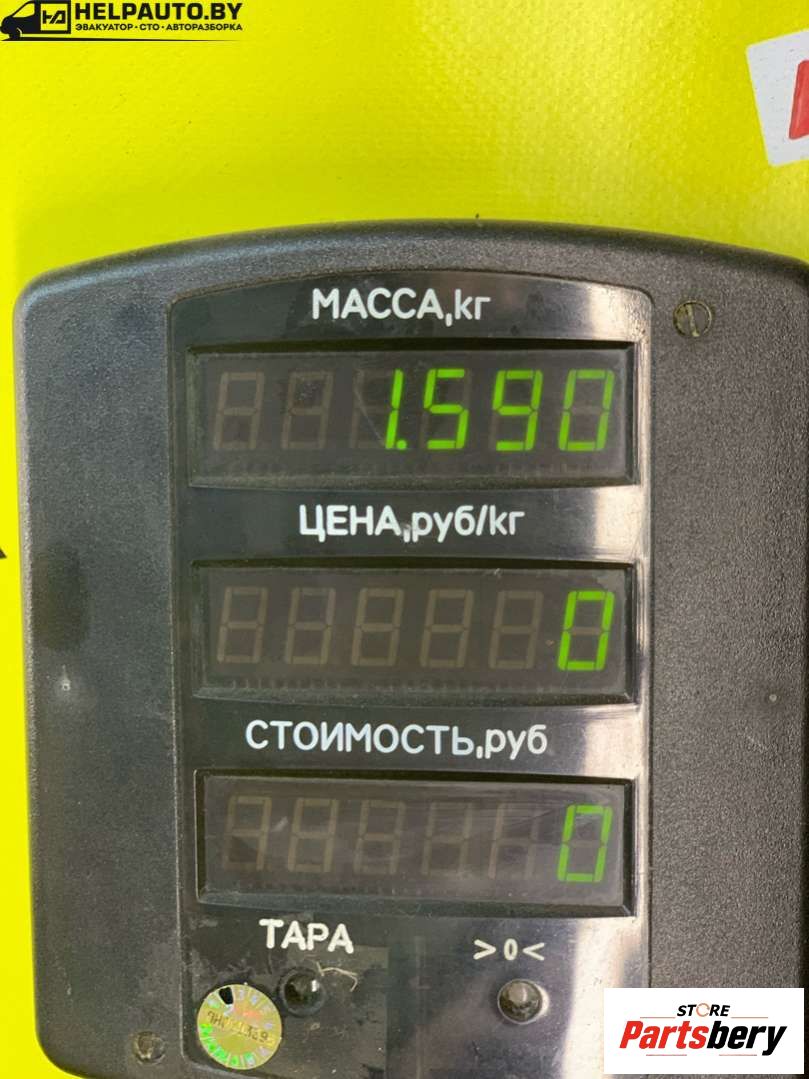 HELPAUTO.BY
ЭВАКУАТОР • СТО • АВТОРАЗБОРКА
МАССА,кг
1.590
ЦЕНА,руб/кг
0
СТОИМОСТЬ,руб
0
ТАРА
>0<
STORE
Partsbery